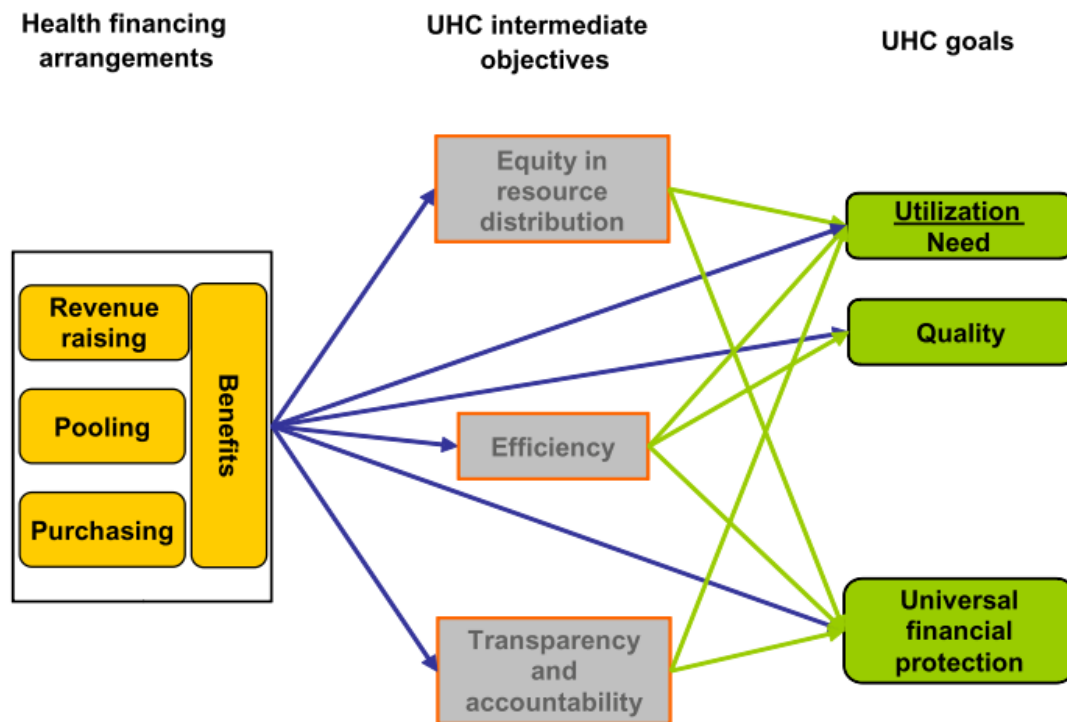 Health financing
arrangements
UHC intermediate
objectives
UHC goals
Revenue
raising
Pooling
Purchasing
Benefits
Equity in
resource
distribution
Efficiency
Transparency
and
accountability
Utilization
Need
Quality
Universal
financial
protection